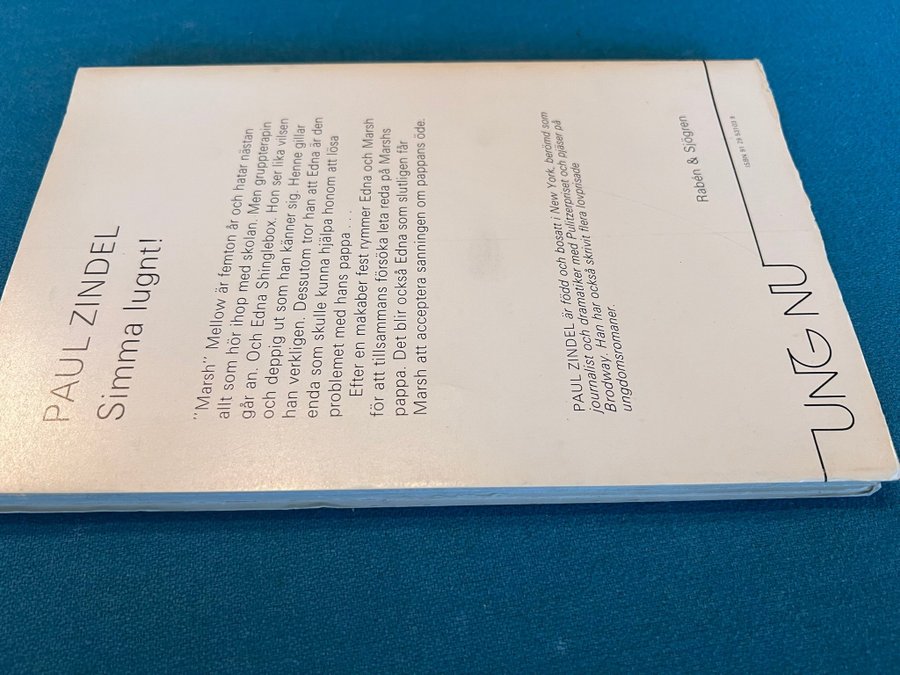 PAUL ZINDEL
Simma lugnt!
"Marsh" Mellow är femton år och hatar nästan
allt som hör ihop med skolan. Men gruppterapin
går an. Och Edna Shinglebox. Hon ser lika vilsen
och deppig ut som han känner sig. Henne gillar
han verkligen. Dessutom tror han att Edna är den
enda som skulle kunna hjälpa honom att lösa
problemet med hans pappa . . .
Efter en makaber fest rymmer Edna och Marsh
för att tillsammans försöka leta reda på Marshs
pappa. Det blir också Edna som slutligen får
Marsh att acceptera sanningen om pappans öde.
PAUL ZINDEL är född och bosatt i New York, berömd som
journalist och dramatiker med Pulitzerpriset och pjäser på
Brodway. Han har också skrivit flera lovprisade
ungdomsromaner.
Rabén & Sjögren
ISBN 91 29 53103
UNG NU